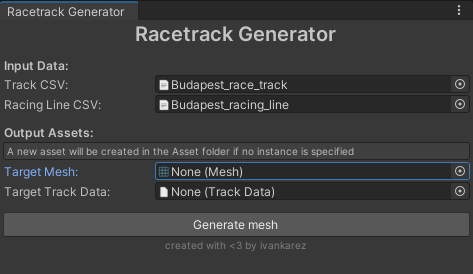 Racetrack Generator
Racetrack Generator
Input Data:
Track CSV: Budapest_race_track
Racing Line CSV: Budapest_racing_line
Output Assets:
A new asset will be created in the Asset folder if no instance is specified
Target Mesh: None (Mesh)
Target Track Data: None (Track Data)
Generate mesh
created with <3 by ivankarez